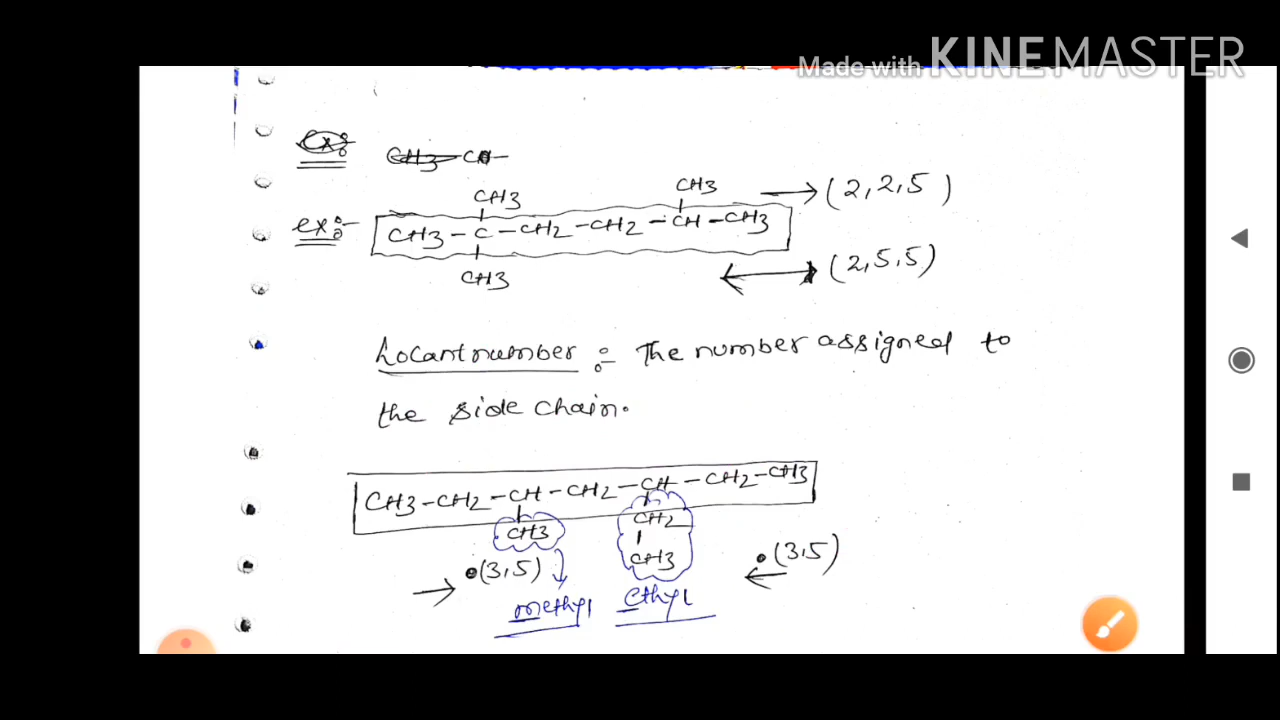 Made with KINEMASTER
ex:
CH3 - CH-
CH3
CH3
→ (2,2,5)
ex:- CH3 - C - CH2 - CH2 - CH - CH3
CH3
↔ (2,5,5)
Locant number :- The number assigned to
the side chain.
CH3-CH2 - CH - CH2 - CH - CH2 - CH3
CH3
CH2
CH3
→ •(3,5)
← •(3,5)
methyl
Ethyl